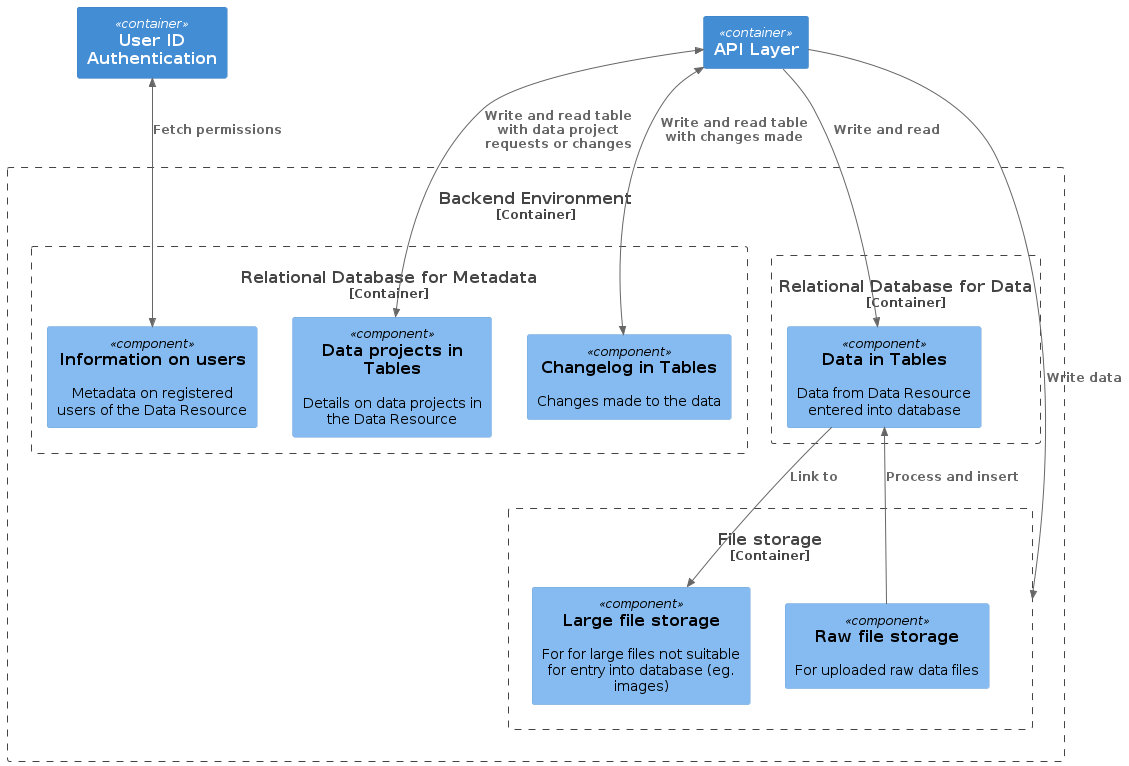 «container»
User ID
Authentication
«container»
API Layer
Fetch permissions
Write and read table
with data project
requests or changes
Write and read table
with changes made
Write and read
Backend Environment
[Container]
Relational Database for Metadata
[Container]
Relational Database for Data
[Container]
«component»
Information on users
Metadata on registered
users of the Data Resource
«component»
Data projects in
Tables
Details on data projects in
the Data Resource
«component»
Changelog in Tables
Changes made to the data
«component»
Data in Tables
Data from Data Resource
entered into database
Write data
Link to
Process and insert
File storage
[Container]
«component»
Large file storage
For for large files not suitable
for entry into database (eg.
images)
«component»
Raw file storage
For uploaded raw data files